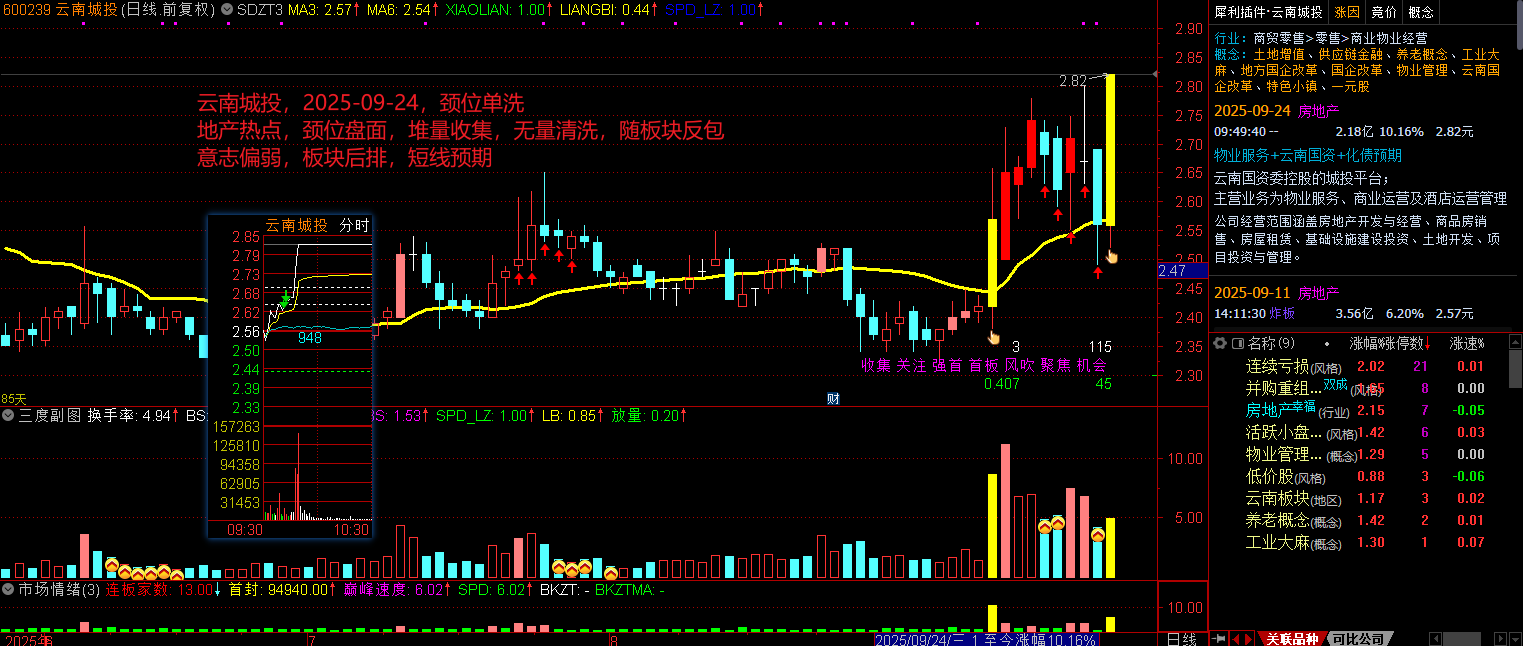 600239 云南城投(日线 前复权) SDZT3 MA3: 2.57↑ MA6: 2.54↑ XIAOLIAN: 1.00↑ LIANGBI: 0.44↑ SPD_LZ 1.00↑
2.90
2.85
2.82
2.80
2.75
2.70
2.65
2.60
2.55
2.50
2.47
2.45
2.40
2.35
2.30
云南城投，2025-09-24，颈位单洗
地产热点，颈位盘面，堆量收集，无量清洗，随板块反包
意志偏弱，板块后排，短线预期
云南城投 分时
2.85
2.79
2.73
2.68
2.62
2.56
2.50
2.44
2.39
2.33
948
157263
125810
94358
62905
31453
09:30 10:30
3 115
收集 关注 强首 首板 风吹 聚焦 机会
0.407 45
85天
财
三度副图 换手率: 4.94↑ BS: 1.53↑ SPD_LZ: 1.00↑ LB: 0.85↑ 放量: 0.20↑
10.00
5.00
市场情绪(3) 连板家数: 13.00↓ 首封: 94940.00↑ 巅峰速度: 6.02↑ SPD: 6.02↑ BKZT: - BKZTMA: -
10.00
2025年 7 8 2025/09/24/三 1 至今涨幅10.16% 日线
犀利插件·云南城投 涨因 竞价 概念
行业: 商贸零售>零售>商业物业经营
概念: 土地增值、供应链金融、养老概念、工业大
麻、地方国企改革、国企改革、物业管理、云南国
企改革、特色小镇、一元股
2025-09-24 房地产
09:49:40 -- 2.18亿 10.16% 2.82元
物业服务+云南国资+化债预期
云南国资委控股的城投平台；
主营业务为物业服务、商业运营及酒店运营管理
公司经营范围涵盖房地产开发与经营、商品房销
售、房屋租赁、基础设施建设投资、土地开发、项
目投资与管理。
2025-09-11 房地产
14:11:30 炸板 3.56亿 6.20% 2.57元
名称(9) 涨幅% 涨停数↓ 涨速%
连续亏损(风格) 2.02 21 0.01
并购重组...双成(风格) 8 0.00
房地产幸福(行业) 2.15 7 -0.05
活跃小盘...(风格) 1.42 6 0.03
物业管理...(概念) 1.29 5 0.00
低价股(风格) 0.88 3 -0.06
云南板块(地区) 1.17 3 0.02
养老概念(概念) 1.42 2 0.01
工业大麻(概念) 1.30 1 0.07
关联品种 可比公司